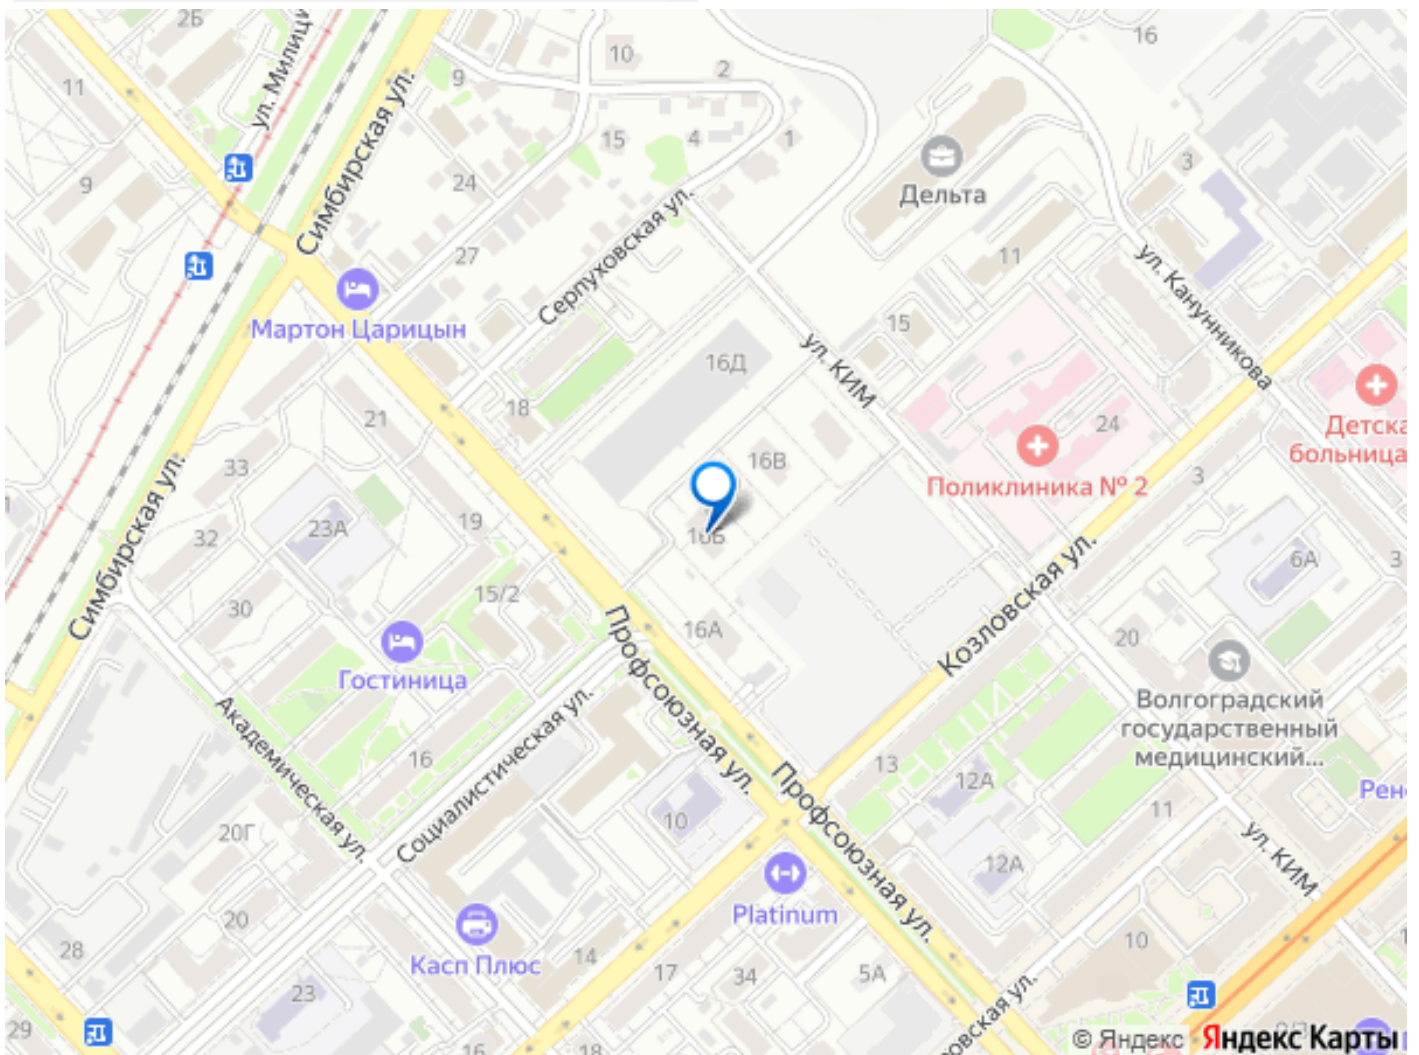 2Б
ул. Милици
11
10
2
9
16
15
4
1
Симбирская ул.
3
Дельта
9
24
Серпуховская ул.
27
11
ул. Канунникова
Мартон Царицын
15
ул. КИМ
16Д
18
21
24
Детска
больница
33
16В
Поликлиника № 2
3
Симбирская ул.
23А
19
32
16Б
Козловская ул.
6А
3
15/2
30
16А
20
Гостиница
Профсоюзная ул.
Волгоградский
государственный
медицинский...
Академическая ул.
Социалистическая ул.
16
13
12А
Профсоюзная ул.
Рен
10
11
20Г
ул. КИМ
12А
Platinum
20
28
10
Касп Плюс
14
17
34
5А
23
овская ул.
29
16
18
© Яндекс
Яндекс Карты